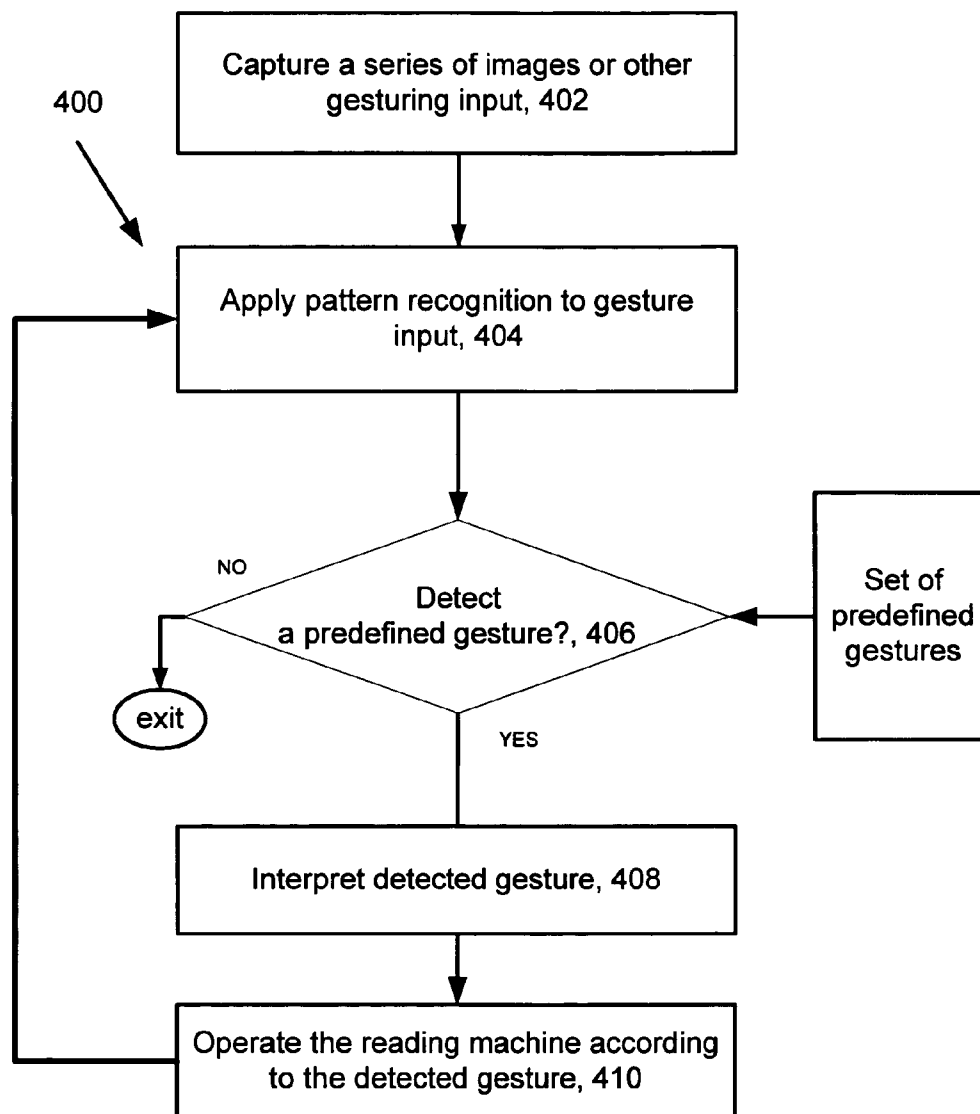 Capture a series of images or other
gesturing input, 402
400
Apply pattern recognition to gesture
input, 404
NO
Detect
a predefined gesture?, 406
Set of
predefined
gestures
exit
YES
Interpret detected gesture, 408
Operate the reading machine according
to the detected gesture, 410